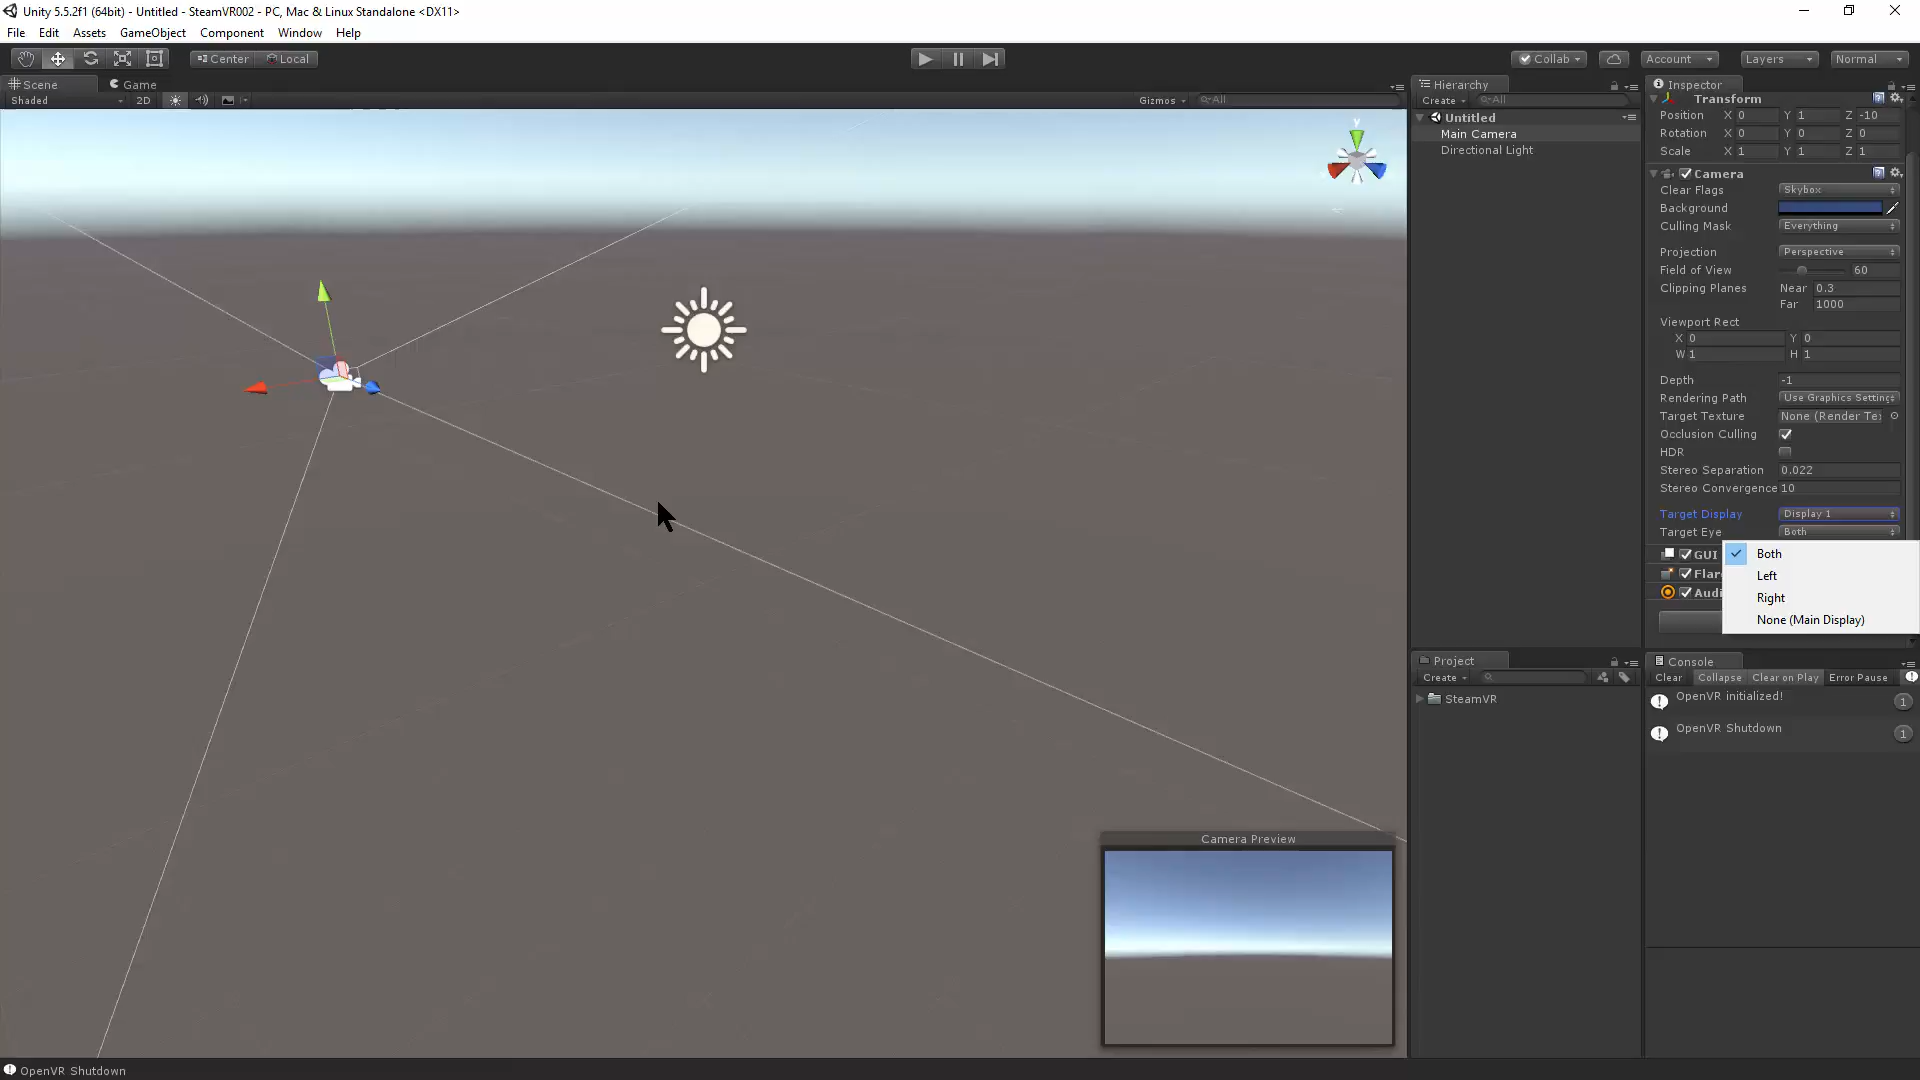 Unity 5.5.2f1 (64bit) - Untitled - SteamVR002 - PC, Mac & Linux Standalone <DX11>
File Edit Assets GameObject Component Window Help
Center Local Collab Account Layers Normal
Scene Game
Shaded 2D Gizmos All
Hierarchy
Create All
Untitled
Main Camera
Directional Light
Inspector
Transform
Position X 0 Y 1 Z -10
Rotation X 0 Y 0 Z 0
Scale X 1 Y 1 Z 1
Camera
Clear Flags Skybox
Background
Culling Mask Everything
Projection Perspective
Field of View 60
Clipping Planes Near 0.3
Far 1000
Viewport Rect
X 0 Y 0
W 1 H 1
Depth -1
Rendering Path Use Graphics Setting
Target Texture None (Render Te
Occlusion Culling
HDR
Stereo Separation 0.022
Stereo Convergence 10
Target Display Display 1
Target Eye Both
GUI
Flar
Audi
Both
Left
Right
None (Main Display)
y
Camera Preview
Project
Create
SteamVR
Console
Clear Collapse Clear on Play Error Pause
OpenVR initialized! 1
OpenVR Shutdown 1
OpenVR Shutdown